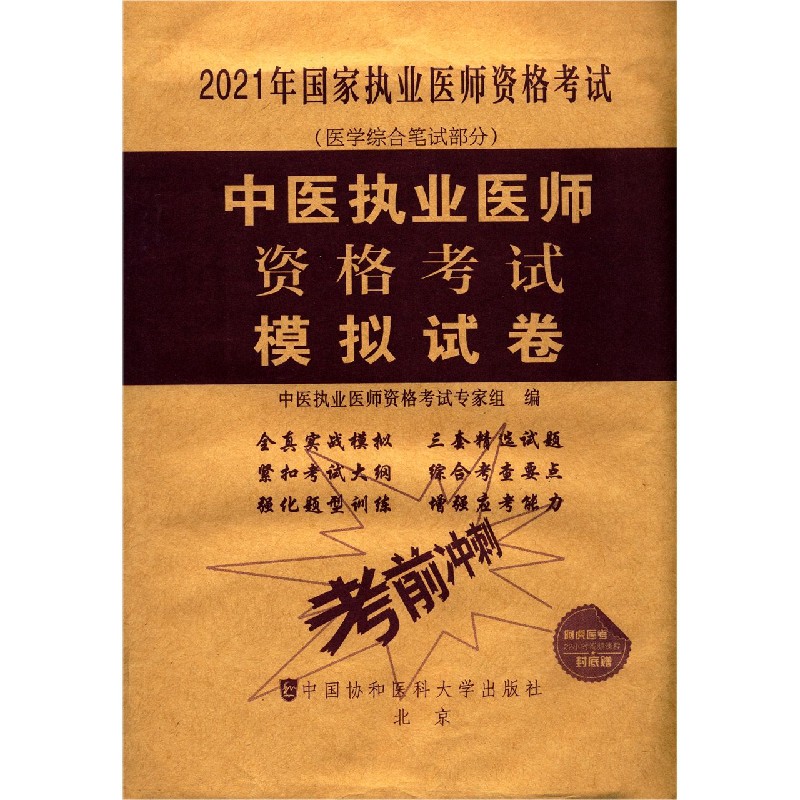 2021年国家执业医师资格考试
(医学综合笔试部分)
中医执业医师
资格考试
模拟试卷
中医执业医师资格考试专家组 编
全真实战模拟 三套精选试题
紧扣考试大纲 综合考查要点
强化题型训练 增强应考能力
考前冲刺
封底赠
中国协和医科大学出版社
北京